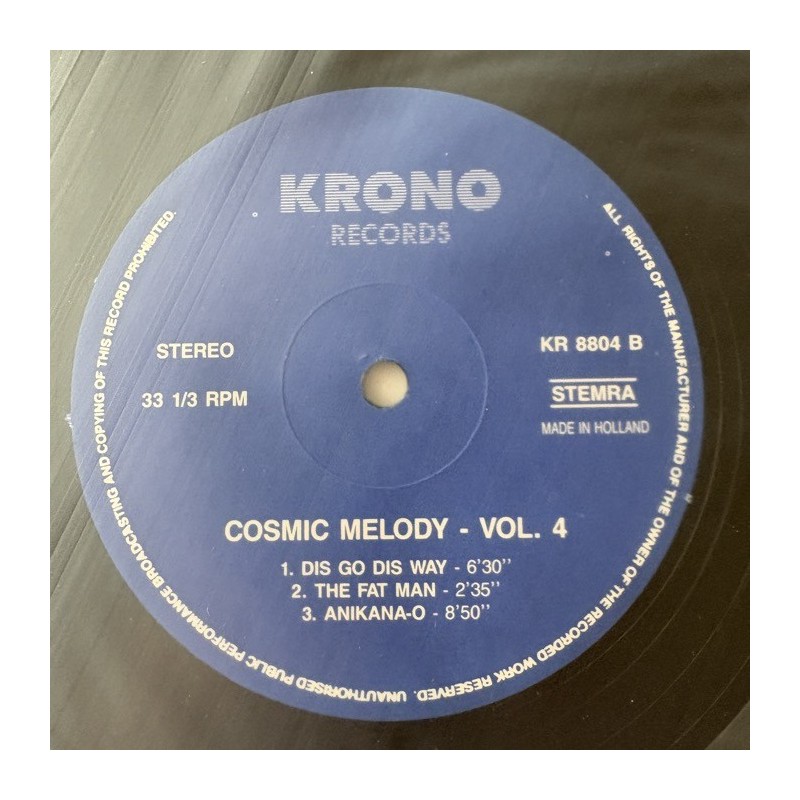 KRONO
RECORDS
STEREO
33 1/3 RPM
KR 8804 B
STEMRA
MADE IN HOLLAND
COSMIC MELODY - VOL. 4
1. DIS GO DIS WAY - 6'30''
2. THE FAT MAN - 2'35''
3. ANIKANA-O - 8'50''
ALL RIGHTS OF THE MANUFACTURER AND OF THE OWNER OF THE RECORDED WORK RESERVED. UNAUTHORISED PUBLIC PERFORMANCE BROADCASTING AND COPYING OF THIS RECORD PROHIBITED.